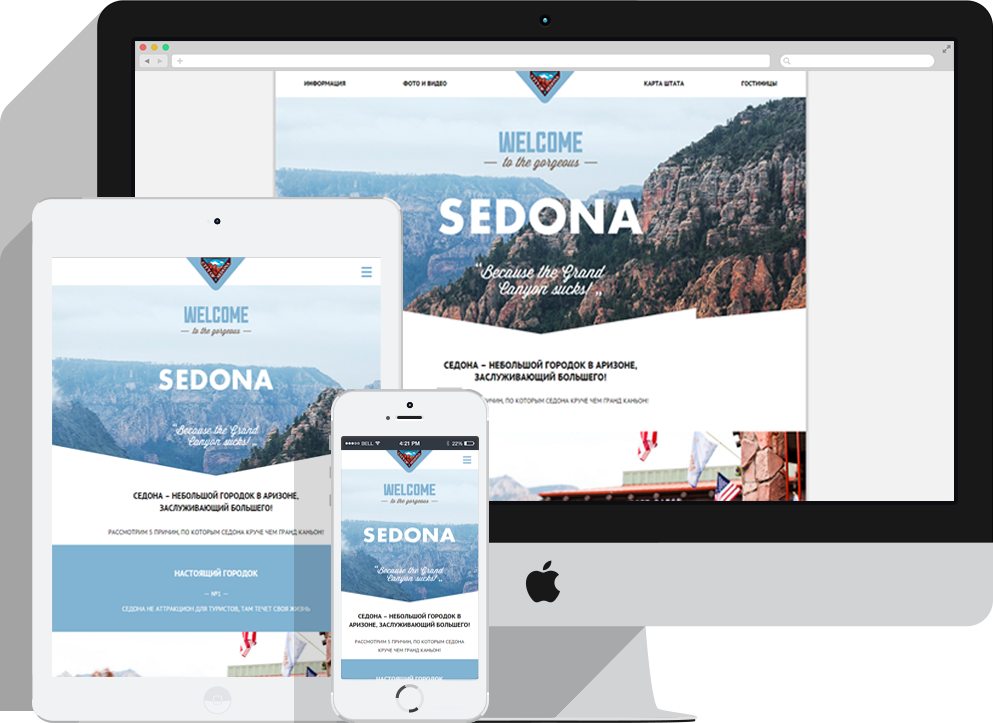 ИНФОРМАЦИЯ
ФОТО И ВИДЕО
КАРТА ШТАТА
ГОСТИНИЦЫ
WELCOME
— to the gorgeous —
SEDONA
“Because the Grand
Canyon sucks! „
СЕДОНА – НЕБОЛЬШОЙ ГОРОДОК В АРИЗОНЕ,
ЗАСЛУЖИВАЮЩИЙ БОЛЬШЕГО!
ПРИЧИН, ПО КОТОРЫМ СЕДОНА КРУЧЕ ЧЕМ ГРАНД КАНЬОН!
WELCOME
— to the gorgeous —
SEDONA
“Because the Grand
Canyon sucks! „
СЕДОНА – НЕБОЛЬШОЙ ГОРОДОК В АРИЗОНЕ,
ЗАСЛУЖИВАЮЩИЙ БОЛЬШЕГО!
РАССМОТРИМ 5 ПРИЧИН, ПО КОТОРЫМ СЕДОНА КРУЧЕ ЧЕМ ГРАНД КАНЬОН!
НАСТОЯЩИЙ ГОРОДОК
— №1 —
СЕДОНА НЕ АТТРАКЦИОН ДЛЯ ТУРИСТОВ, ТАМ ТЕЧЕТ СВОЯ ЖИЗНЬ
BELL 4:21 PM 22%
WELCOME
— to the gorgeous —
SEDONA
“Because the Grand
Canyon sucks! „
СЕДОНА – НЕБОЛЬШОЙ ГОРОДОК В
АРИЗОНЕ, ЗАСЛУЖИВАЮЩИЙ БОЛЬШЕГО!
РАССМОТРИМ 5 ПРИЧИН, ПО КОТОРЫМ СЕДОНА
КРУЧЕ ЧЕМ ГРАНД КАНЬОН!
НАСТОЯЩИЙ ГОРОДОК